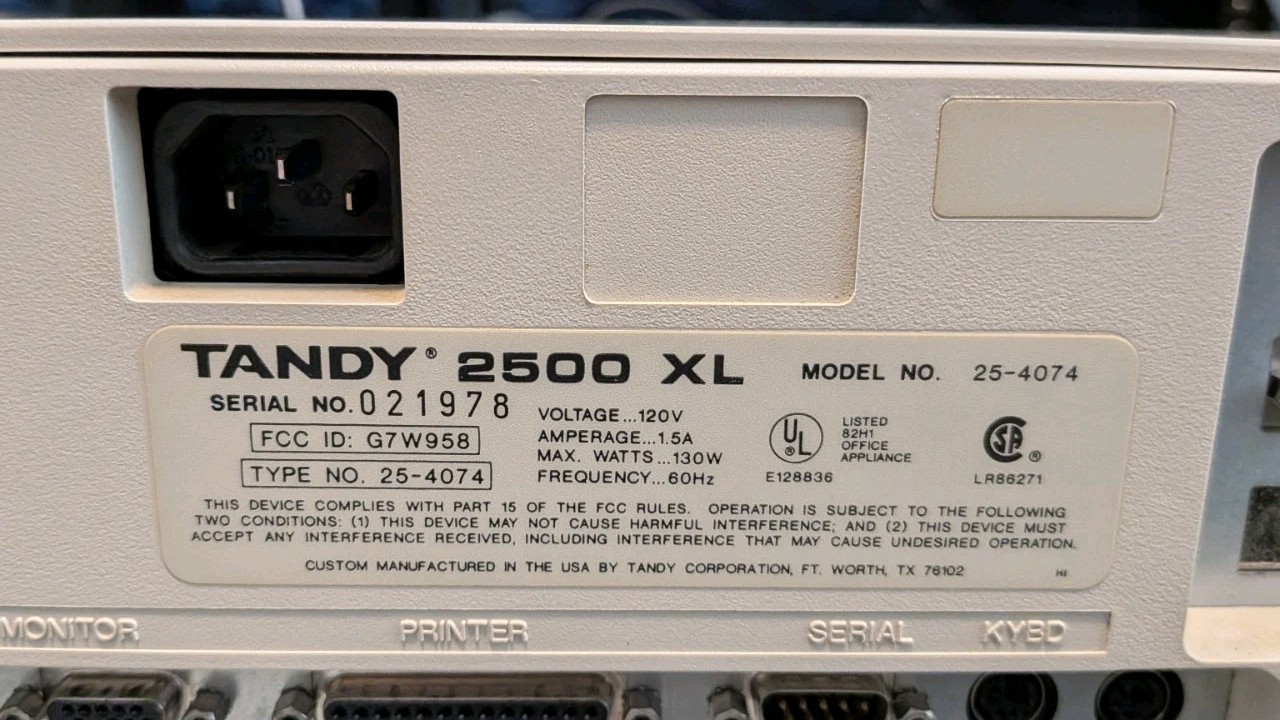 TANDY® 2500 XL MODEL NO. 25-4074
SERIAL NO. 021978
FCC ID: G7W958
TYPE NO. 25-4074
VOLTAGE...120V
AMPERAGE...1.5A
MAX. WATTS...130W
FREQUENCY...60Hz
UL®
E128836
LISTED
82H1
OFFICE
APPLIANCE
SA®
LR86271
THIS DEVICE COMPLIES WITH PART 15 OF THE FCC RULES. OPERATION IS SUBJECT TO THE FOLLOWING
TWO CONDITIONS: (1) THIS DEVICE MAY NOT CAUSE HARMFUL INTERFERENCE; AND (2) THIS DEVICE MUST
ACCEPT ANY INTERFERENCE RECEIVED, INCLUDING INTERFERENCE THAT MAY CAUSE UNDESIRED OPERATION.
CUSTOM MANUFACTURED IN THE USA BY TANDY CORPORATION, FT. WORTH, TX 76102
MONITOR PRINTER SERIAL KYBD